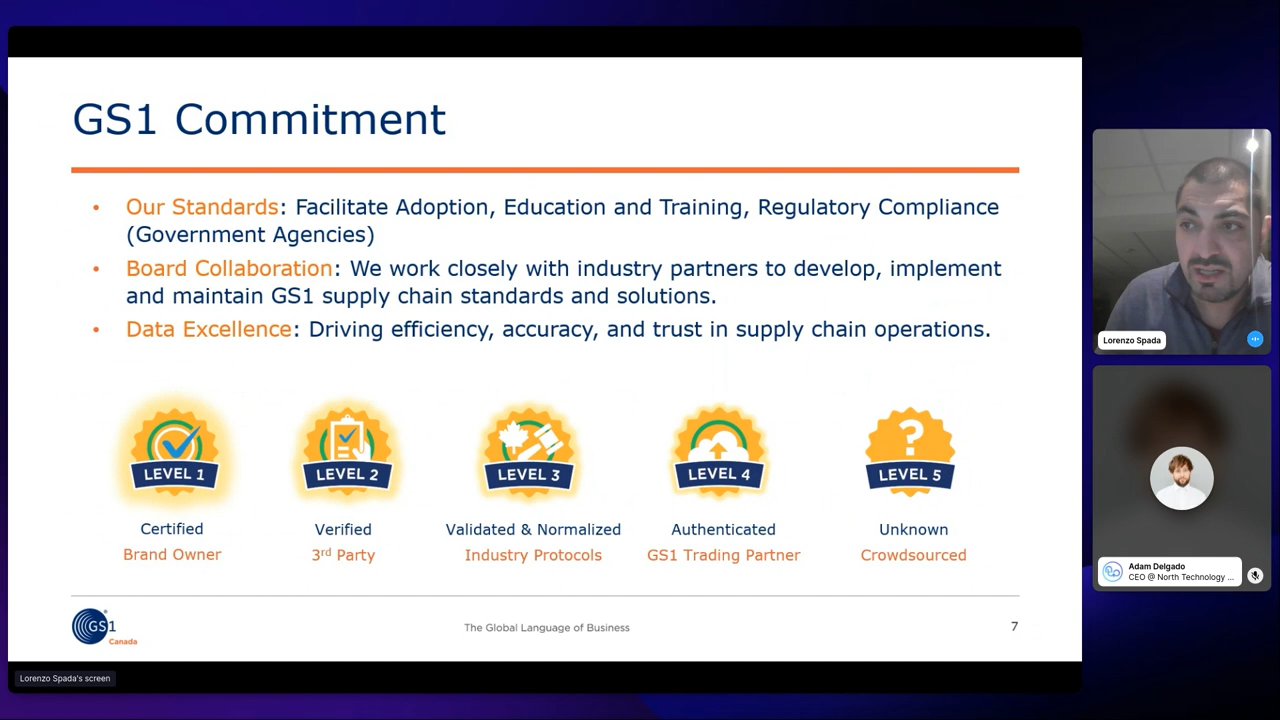 GS1 Commitment
• Our Standards: Facilitate Adoption, Education and Training, Regulatory Compliance
(Government Agencies)
• Board Collaboration: We work closely with industry partners to develop, implement
and maintain GS1 supply chain standards and solutions.
• Data Excellence: Driving efficiency, accuracy, and trust in supply chain operations.
LEVEL 1 LEVEL 2 LEVEL 3 LEVEL 4 ? LEVEL 5
Certified Verified Validated & Normalized Authenticated Unknown
Brand Owner 3rd Party Industry Protocols GS1 Trading Partner Crowdsourced
GS1 Canada
The Global Language of Business
7
Lorenzo Spada's screen
Lorenzo Spada
Adam Delgado
CEO @ North Technology ...